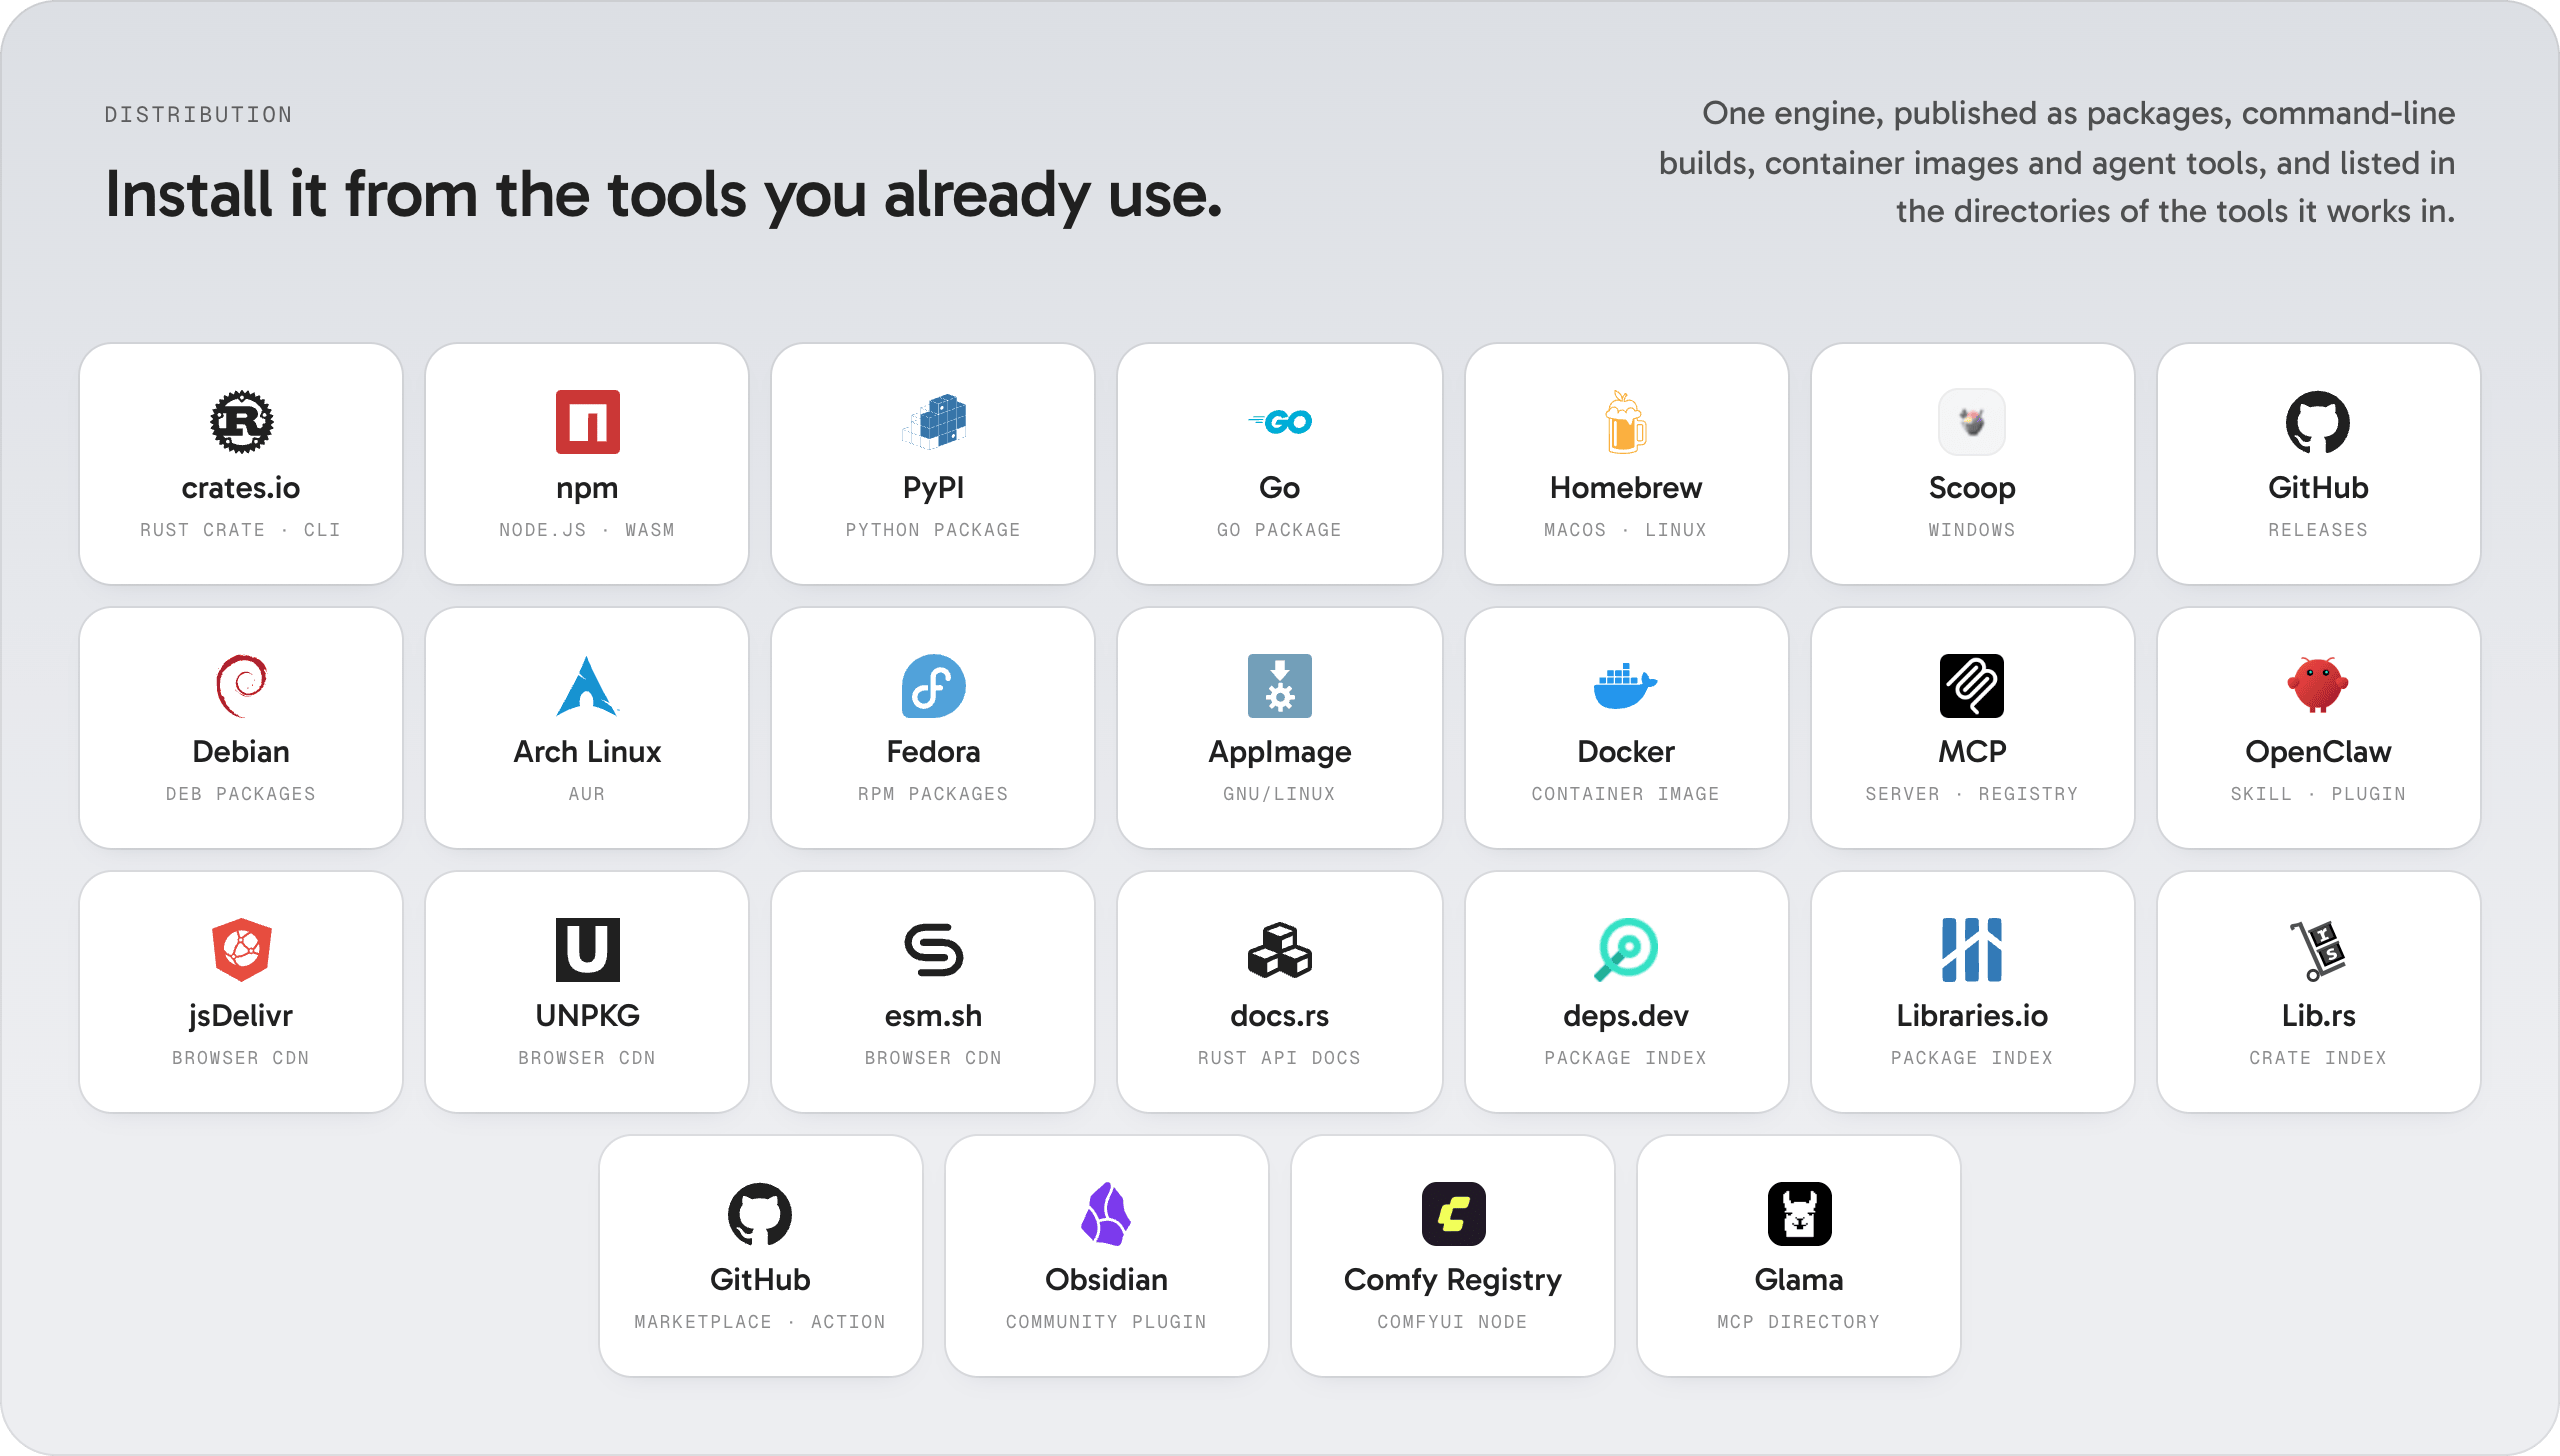 DISTRIBUTION
Install it from the tools you already use.
One engine, published as packages, command-line
builds, container images and agent tools, and listed in
the directories of the tools it works in.
crates.io
RUST CRATE · CLI
npm
NODE.JS · WASM
PyPI
PYTHON PACKAGE
GO
Go
GO PACKAGE
Homebrew
MACOS · LINUX
Scoop
WINDOWS
GitHub
RELEASES
Debian
DEB PACKAGES
Arch Linux
AUR
Fedora
RPM PACKAGES
AppImage
GNU/LINUX
Docker
CONTAINER IMAGE
MCP
SERVER · REGISTRY
OpenClaw
SKILL · PLUGIN
jsDelivr
BROWSER CDN
U
UNPKG
BROWSER CDN
esm.sh
BROWSER CDN
docs.rs
RUST API DOCS
deps.dev
PACKAGE INDEX
Libraries.io
PACKAGE INDEX
rs
Lib.rs
CRATE INDEX
GitHub
MARKETPLACE · ACTION
Obsidian
COMMUNITY PLUGIN
Comfy Registry
COMFYUI NODE
Glama
MCP DIRECTORY